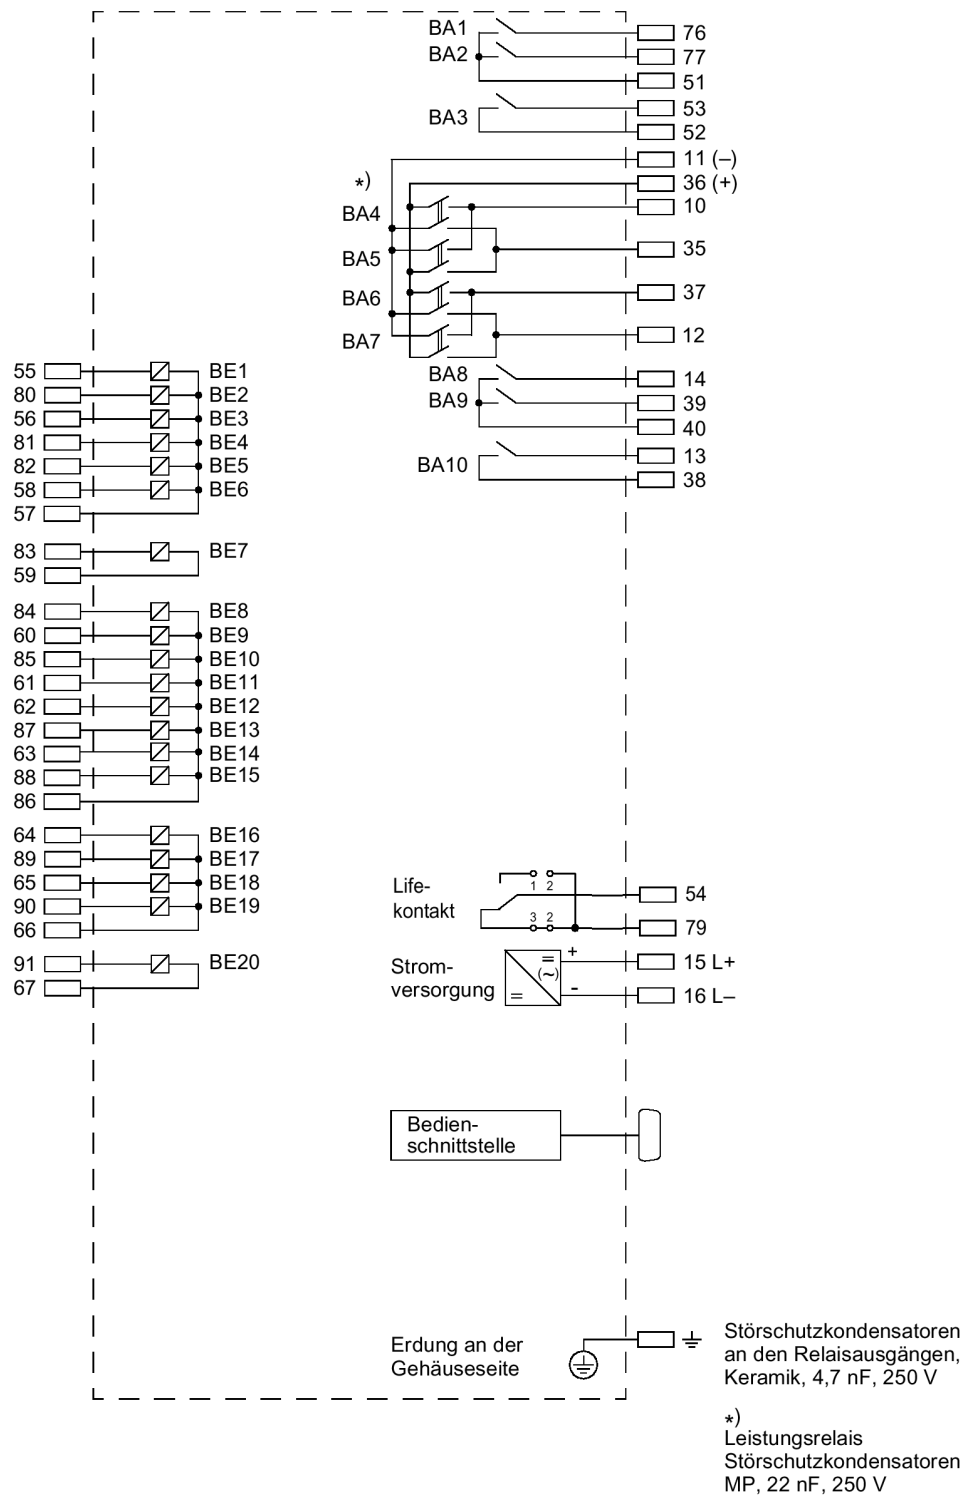 BA1
76
BA2
77
51
53
BA3
52
11 (–)
*)
36 (+)
10
BA4
35
BA5
37
BA6
12
BA7
BA8
14
BA9
39
40
13
BA10
38
55 BE1
80 BE2
56 BE3
81 BE4
82 BE5
58 BE6
57
83 BE7
59
84 BE8
60 BE9
85 BE10
61 BE11
62 BE12
87 BE13
63 BE14
88 BE15
86
64 BE16
89 BE17
65 BE18
90 BE19
66
91 BE20
67
Life-
kontakt
1 2
3 2
54
79
Strom-
versorgung
=
(~)
=
+
-
15 L+
16 L–
Bedien-
schnittstelle
Erdung an der
Gehäuseseite
Störschutzkondensatoren
an den Relaisausgängen,
Keramik, 4,7 nF, 250 V
*)
Leistungsrelais
Störschutzkondensatoren
MP, 22 nF, 250 V